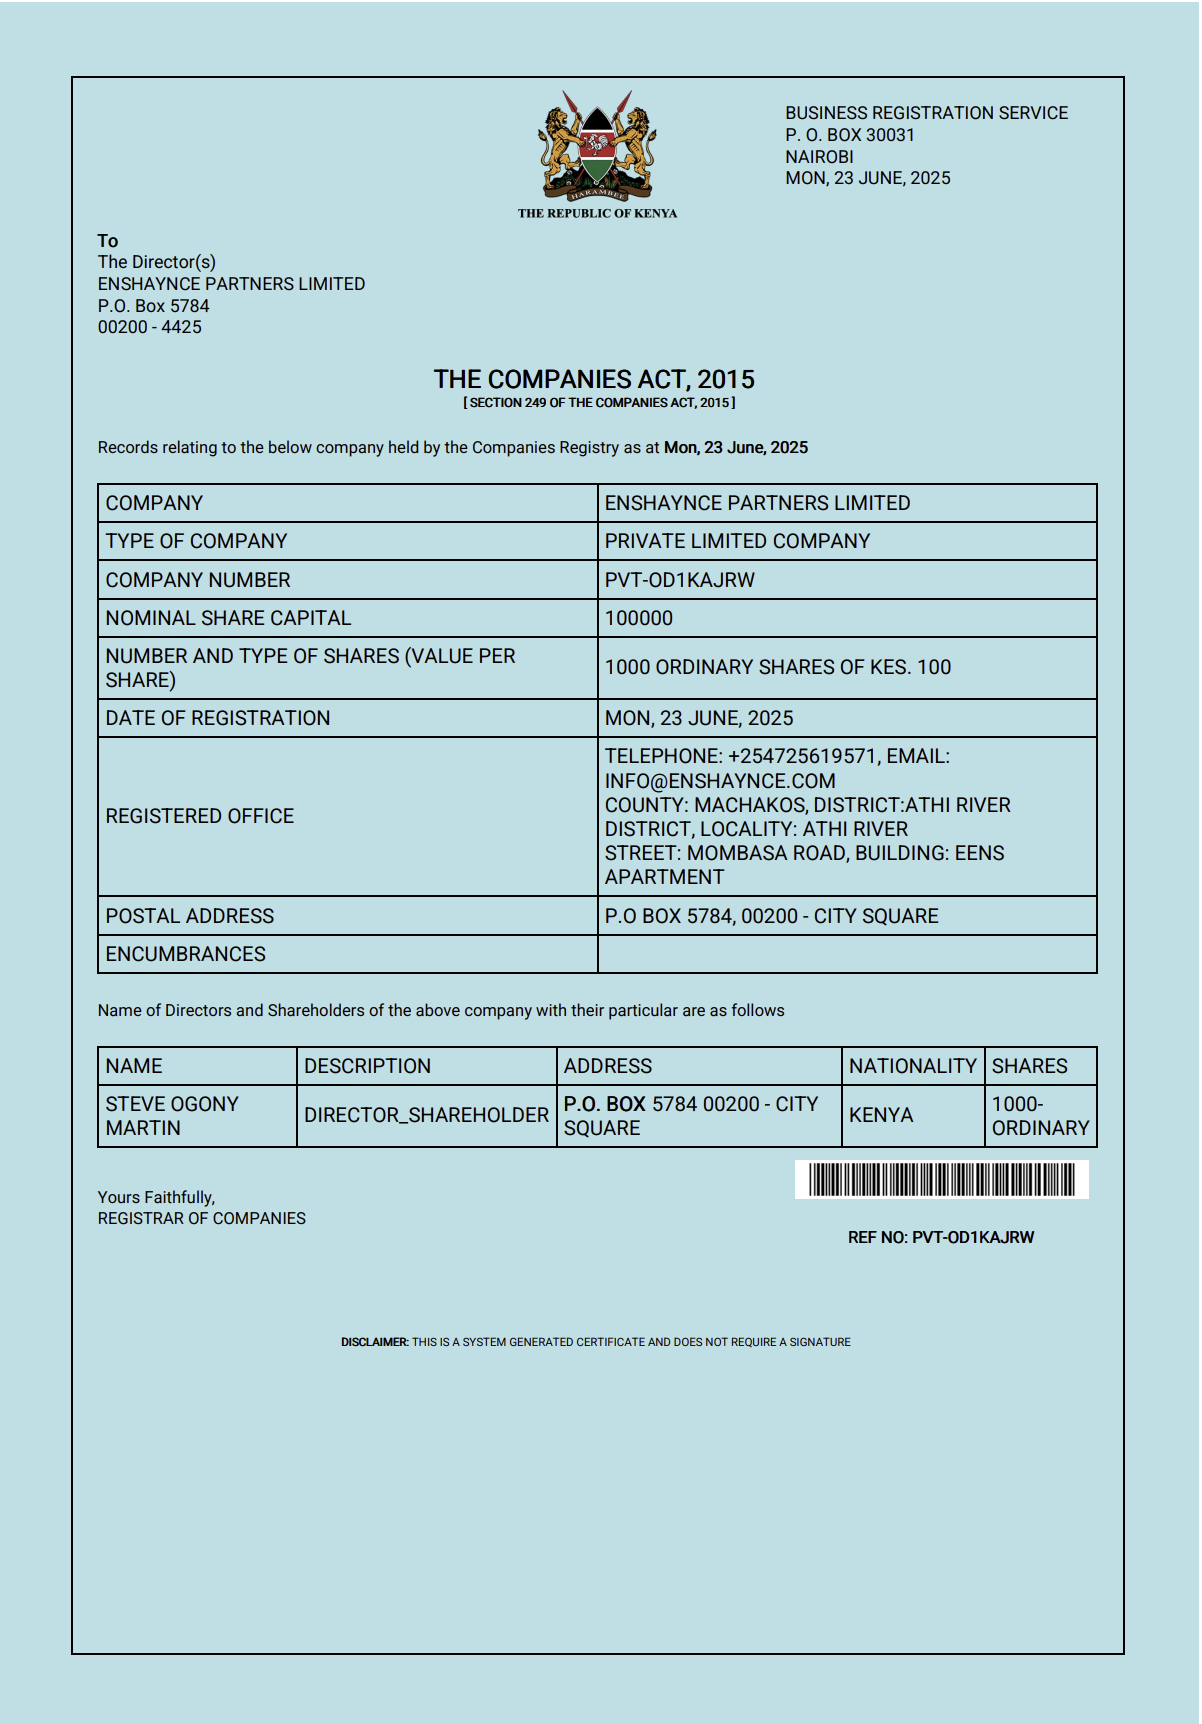 HARAMBEE
THE REPUBLIC OF KENYA
BUSINESS REGISTRATION SERVICE
P. O. BOX 30031
NAIROBI
MON, 23 JUNE, 2025
To
The Director(s)
ENSHAYNCE PARTNERS LIMITED
P.O. Box 5784
00200 - 4425
THE COMPANIES ACT, 2015
[ SECTION 249 OF THE COMPANIES ACT, 2015 ]
Records relating to the below company held by the Companies Registry as at Mon, 23 June, 2025
COMPANY
ENSHAYNCE PARTNERS LIMITED
TYPE OF COMPANY
PRIVATE LIMITED COMPANY
COMPANY NUMBER
PVT-OD1KAJRW
NOMINAL SHARE CAPITAL
100000
NUMBER AND TYPE OF SHARES (VALUE PER
SHARE)
1000 ORDINARY SHARES OF KES. 100
DATE OF REGISTRATION
MON, 23 JUNE, 2025
REGISTERED OFFICE
TELEPHONE: +254725619571, EMAIL:
INFO@ENSHAYNCE.COM
COUNTY: MACHAKOS, DISTRICT:ATHI RIVER
DISTRICT, LOCALITY: ATHI RIVER
STREET: MOMBASA ROAD, BUILDING: EENS
APARTMENT
POSTAL ADDRESS
P.O BOX 5784, 00200 - CITY SQUARE
ENCUMBRANCES
Name of Directors and Shareholders of the above company with their particular are as follows
NAME
DESCRIPTION
ADDRESS
NATIONALITY
SHARES
STEVE OGONY
MARTIN
DIRECTOR_SHAREHOLDER
P.O. BOX 5784 00200 - CITY
SQUARE
KENYA
1000-
ORDINARY
Yours Faithfully,
REGISTRAR OF COMPANIES
REF NO: PVT-OD1KAJRW
DISCLAIMER: THIS IS A SYSTEM GENERATED CERTIFICATE AND DOES NOT REQUIRE A SIGNATURE